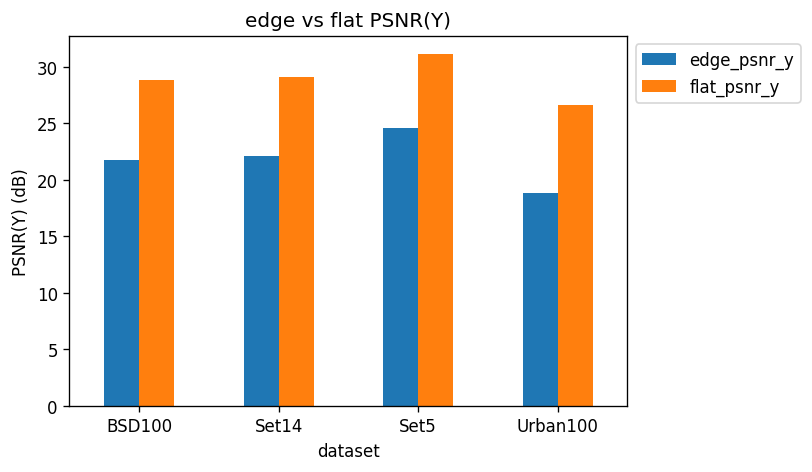 edge vs flat PSNR(Y)
edge_psnr_y
flat_psnr_y
PSNR(Y) (dB)
30
25
20
15
10
5
0
BSD100
Set14
Set5
Urban100
dataset